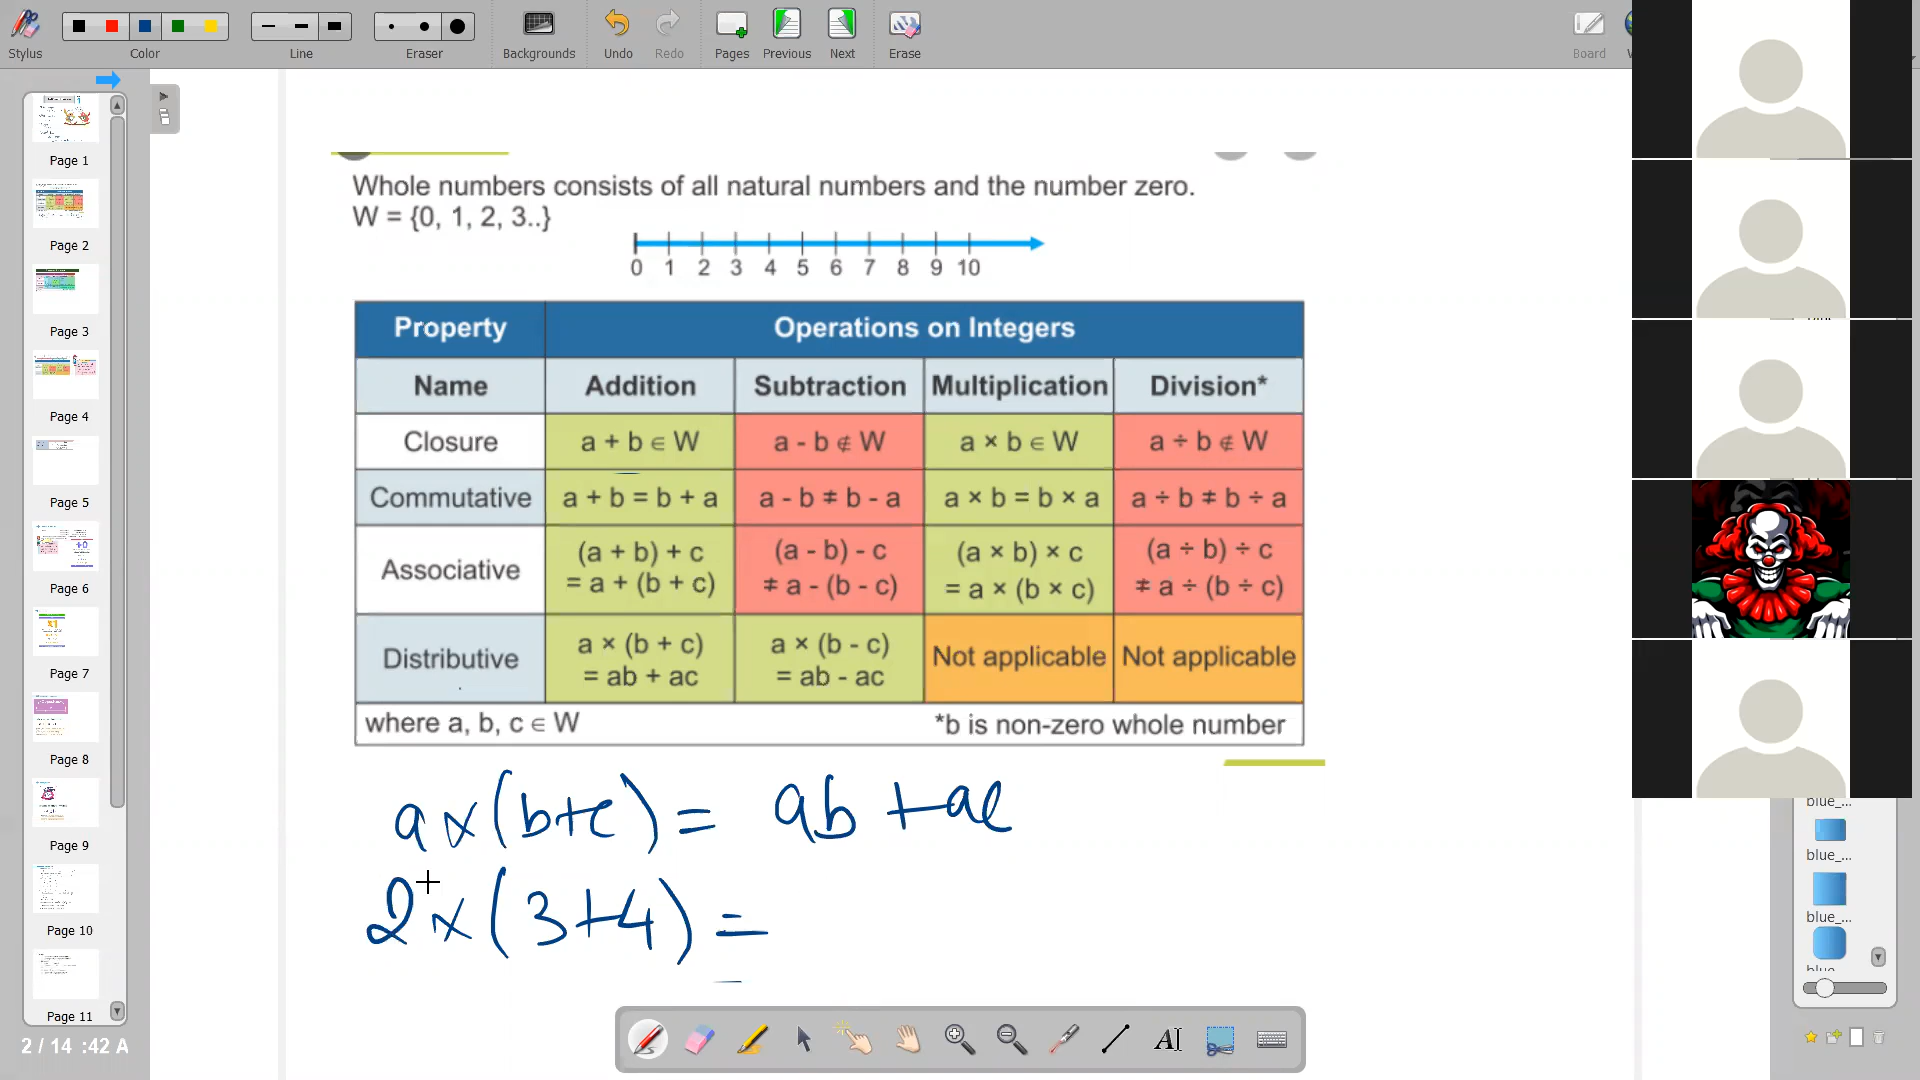 Stylus
Color
Line
Eraser
Backgrounds
Undo
Redo
Pages
Previous
Next
Erase
Board
Page 1
Page 2
Page 3
Page 4
Page 5
Page 6
Page 7
Page 8
Page 9
Page 10
Page 11
2 / 14 :42 A
Whole numbers consists of all natural numbers and the number zero.
W = {0, 1, 2, 3..}
0 1 2 3 4 5 6 7 8 9 10
Property Operations on Integers
Name Addition Subtraction Multiplication Division*
Closure a + b ∈ W a - b ∉ W a × b ∈ W a ÷ b ∉ W
Commutative a + b = b + a a - b ≠ b - a a × b = b × a a ÷ b ≠ b ÷ a
Associative (a + b) + c = a + (b + c) (a - b) - c ≠ a - (b - c) (a × b) × c = a × (b × c) (a ÷ b) ÷ c ≠ a ÷ (b ÷ c)
Distributive a × (b + c) = ab + ac a × (b - c) = ab - ac Not applicable Not applicable
where a, b, c ∈ W *b is non-zero whole number
a × (b+c) = ab + ac
2 × (3+4) =
=
blue_...
blue_...
blue_...